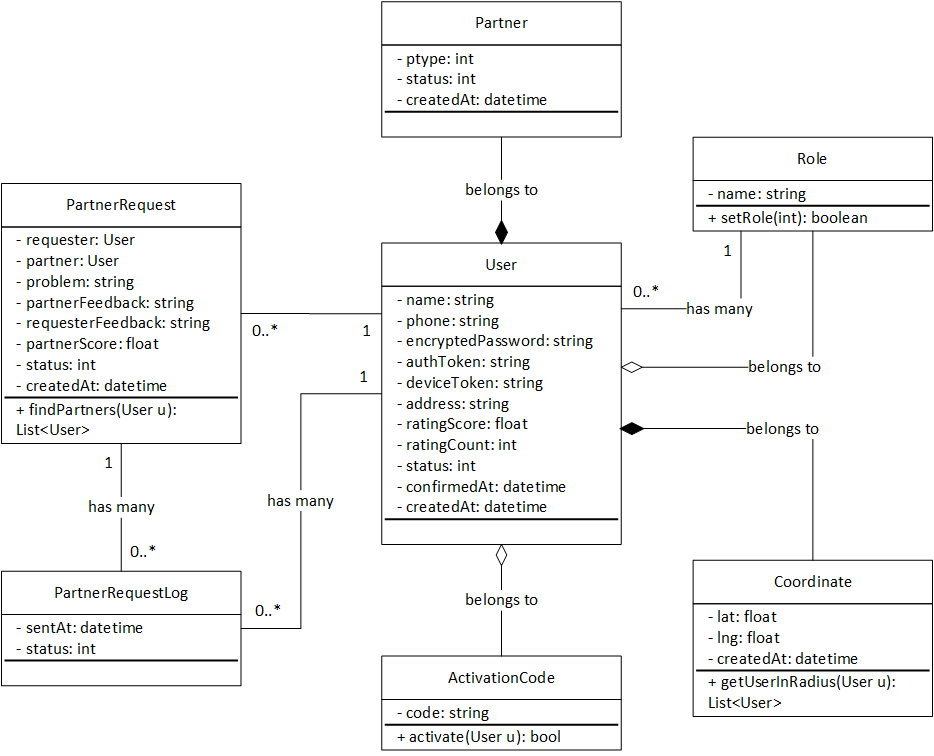 Partner
- ptype: int
- status: int
- createdAt: datetime
belongs to
Role
- name: string
+ setRole(int): boolean
1
0..*
has many
belongs to
PartnerRequest
- requester: User
- partner: User
- problem: string
- partnerFeedback: string
- requesterFeedback: string
- partnerScore: float
- status: int
- createdAt: datetime
+ findPartners(User u):
List<User>
0..*
1
User
- name: string
- phone: string
- encryptedPassword: string
- authToken: string
- deviceToken: string
- address: string
- ratingScore: float
- ratingCount: int
- status: int
- confirmedAt: datetime
- createdAt: datetime
belongs to
1
has many
0..*
1
has many
0..*
PartnerRequestLog
- sentAt: datetime
- status: int
belongs to
ActivationCode
- code: string
+ activate(User u): bool
Coordinate
- lat: float
- lng: float
- createdAt: datetime
+ getUserInRadius(User u):
List<User>